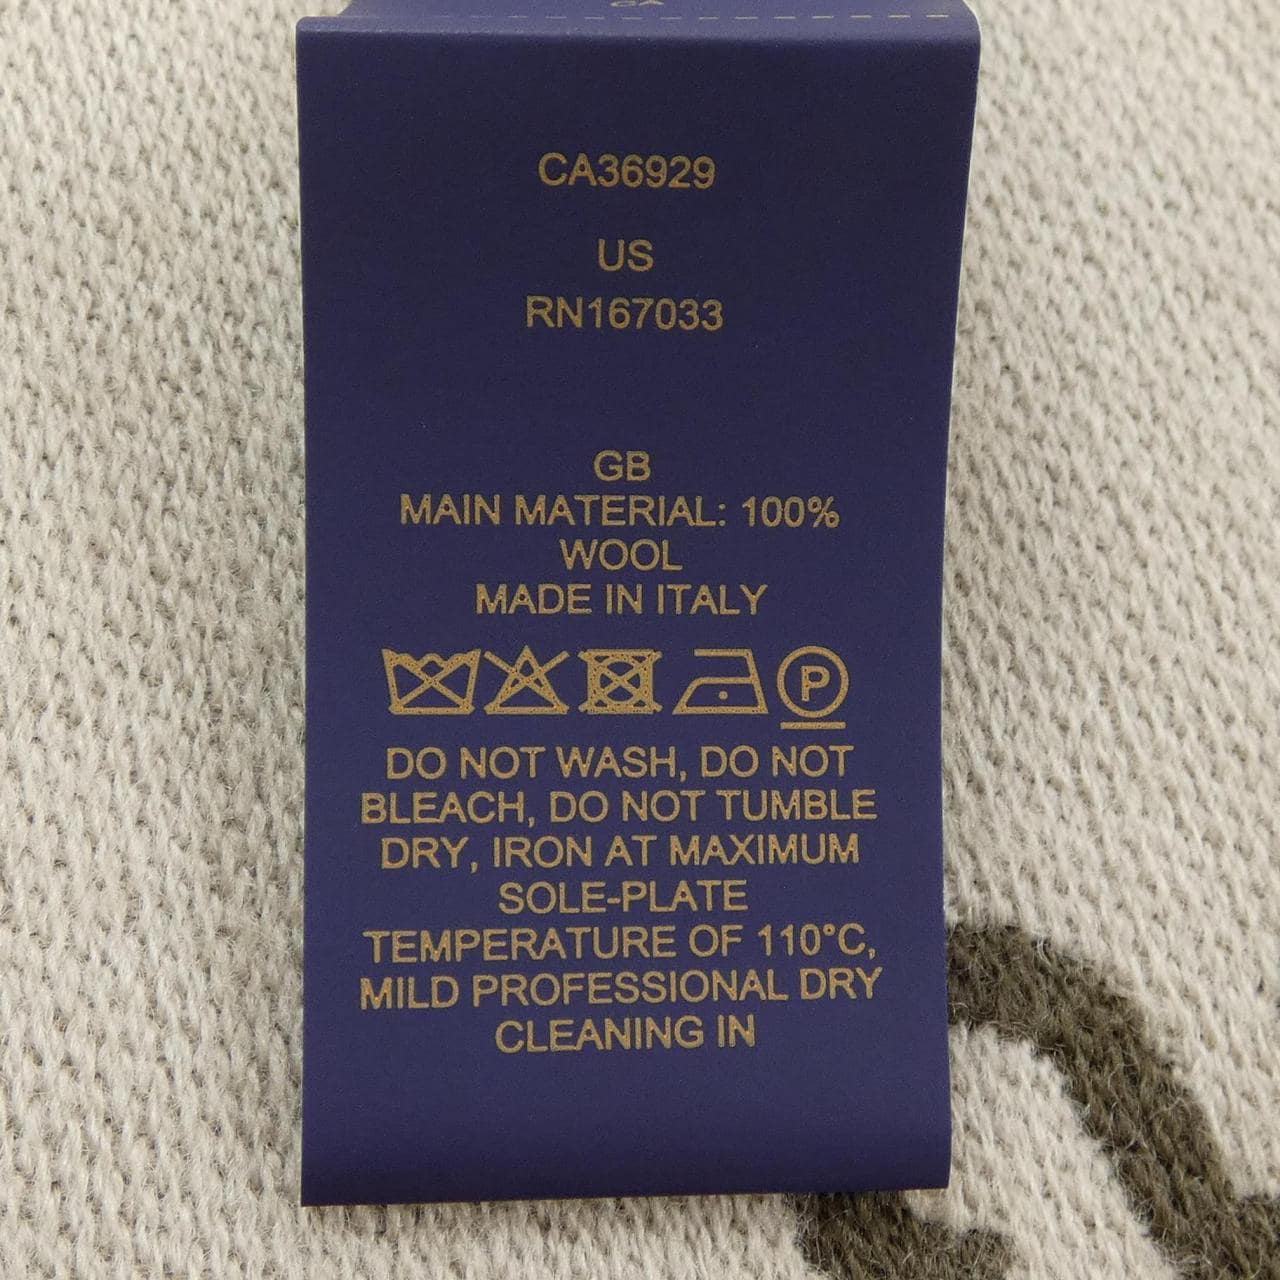 CA
CA36929
US
RN167033
GB
MAIN MATERIAL: 100%
WOOL
MADE IN ITALY
P
DO NOT WASH, DO NOT
BLEACH, DO NOT TUMBLE
DRY, IRON AT MAXIMUM
SOLE-PLATE
TEMPERATURE OF 110°C,
MILD PROFESSIONAL DRY
CLEANING IN